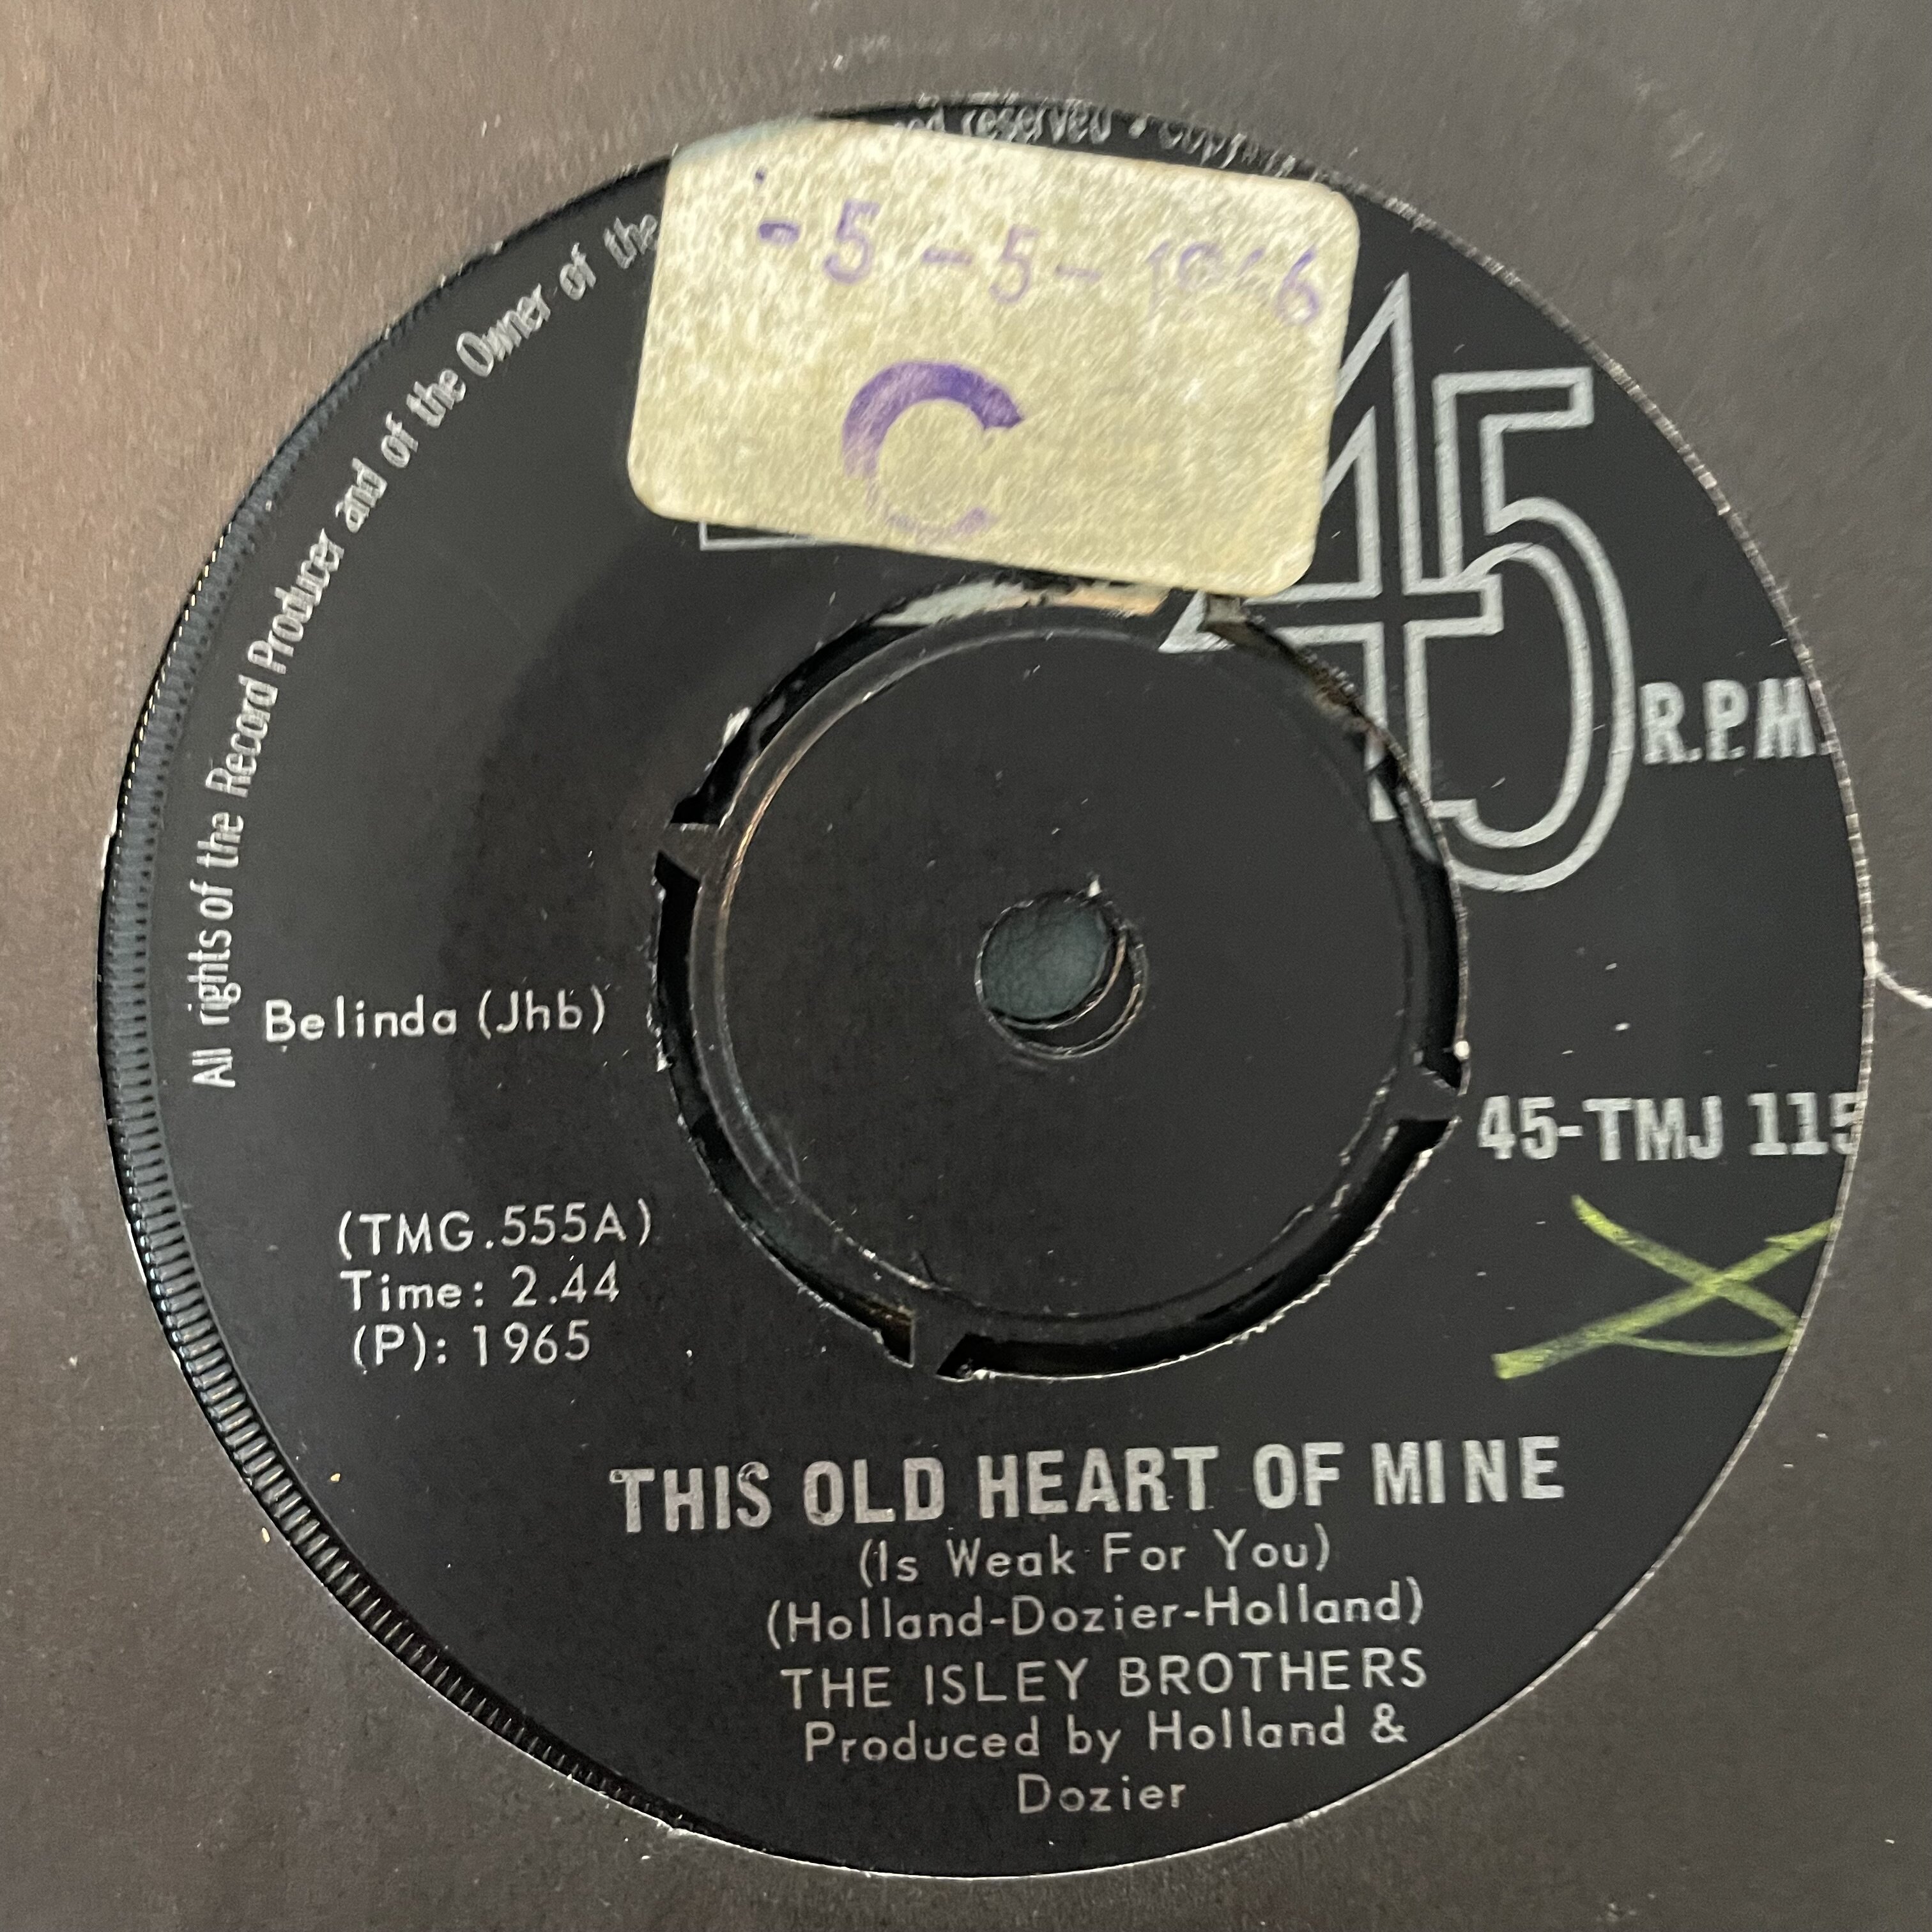 reserved • Copy
All rights of the Record Producer and of the Owner of the
- 5 - 5 - 1966
C
45
R.P.M.
Belinda (Jhb)
45-TMJ 115
(TMG.555A)
Time: 2.44
(P): 1965
THIS OLD HEART OF MINE
(Is Weak For You)
(Holland-Dozier-Holland)
THE ISLEY BROTHERS
Produced by Holland &
Dozier